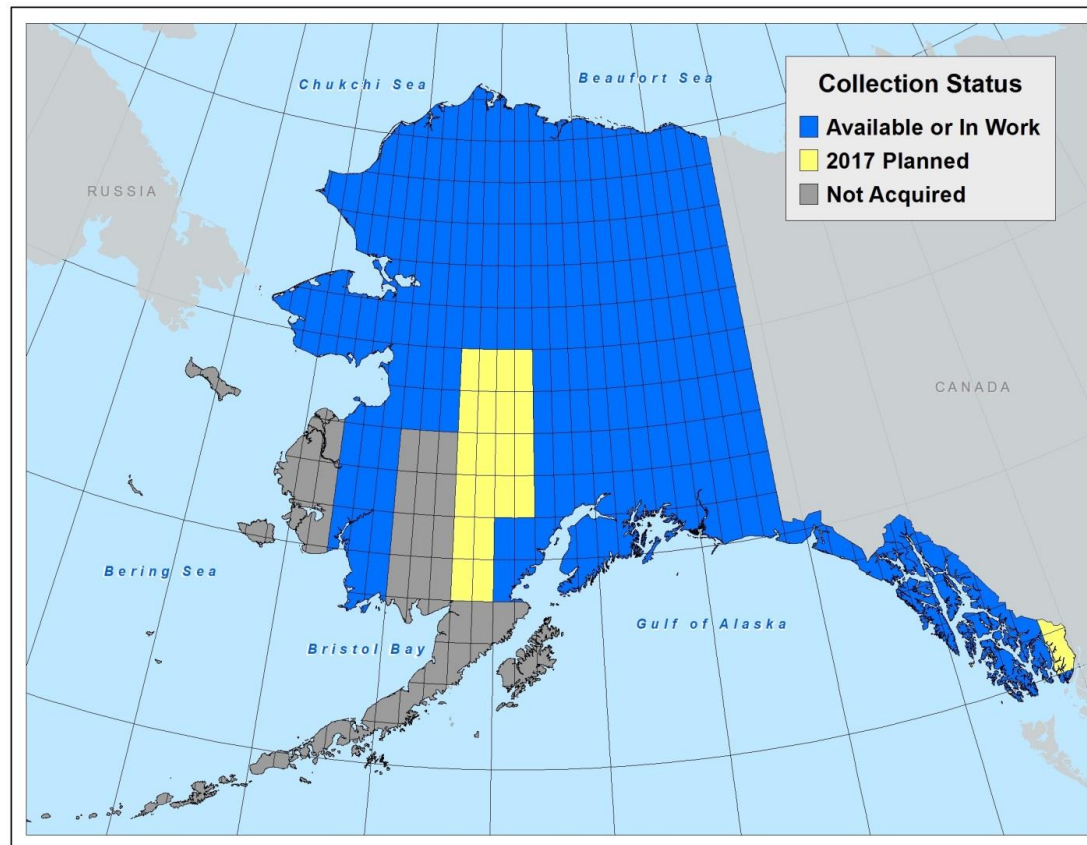 Chukchi Sea
Beaufort Sea
Collection Status
Available or In Work
2017 Planned
Not Acquired
RUSSIA
CANADA
Bering Sea
Bristol Bay
Gulf of Alaska